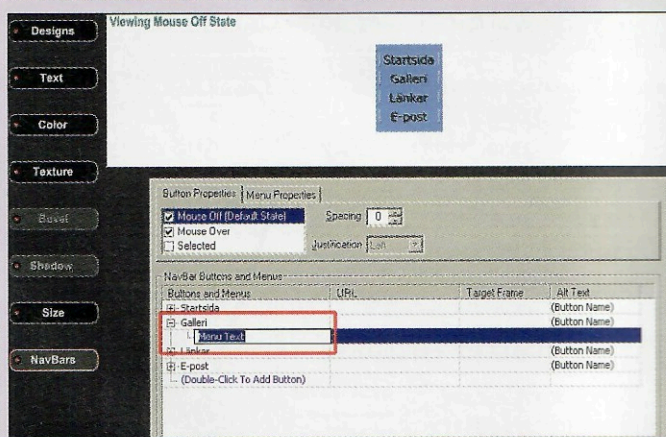 Viewing Mouse Off State
Designs
Text
Color
Texture
Bevel
Shadow
Size
NavBars
Startsida
Galleri
Länkar
E-post
Button Properties
Menu Properties
Mouse Off (Default State)
Mouse Over
Selected
Spacing 0
Justification Left
NavBar Buttons and Menus
Buttons and Menus URL Target Frame Alt Text
Startsida (Button Name)
Galleri (Button Name)
Menu Text
Länkar (Button Name)
E-post (Button Name)
(Double-Click To Add Button)